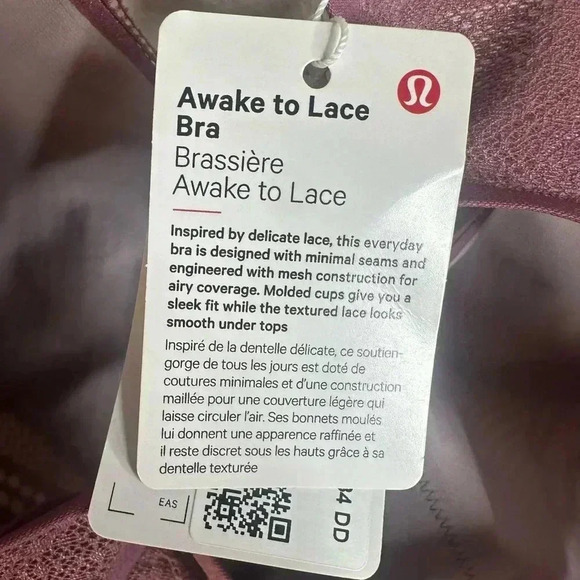 Awake to Lace
Bra
Brassière
Awake to Lace
Inspired by delicate lace, this everyday
bra is designed with minimal seams and
engineered with mesh construction for
airy coverage. Molded cups give you a
sleek fit while the textured lace looks
smooth under tops
Inspiré de la dentelle délicate, ce soutien-
gorge de tous les jours est doté de
coutures minimales et d'une construction
maillée pour une couverture légère qui
laisse circuler l'air. Ses bonnets moulés
lui donnent une apparence raffinée et
il reste discret sous les hauts grâce à sa
dentelle texturée
EAS
34 DD